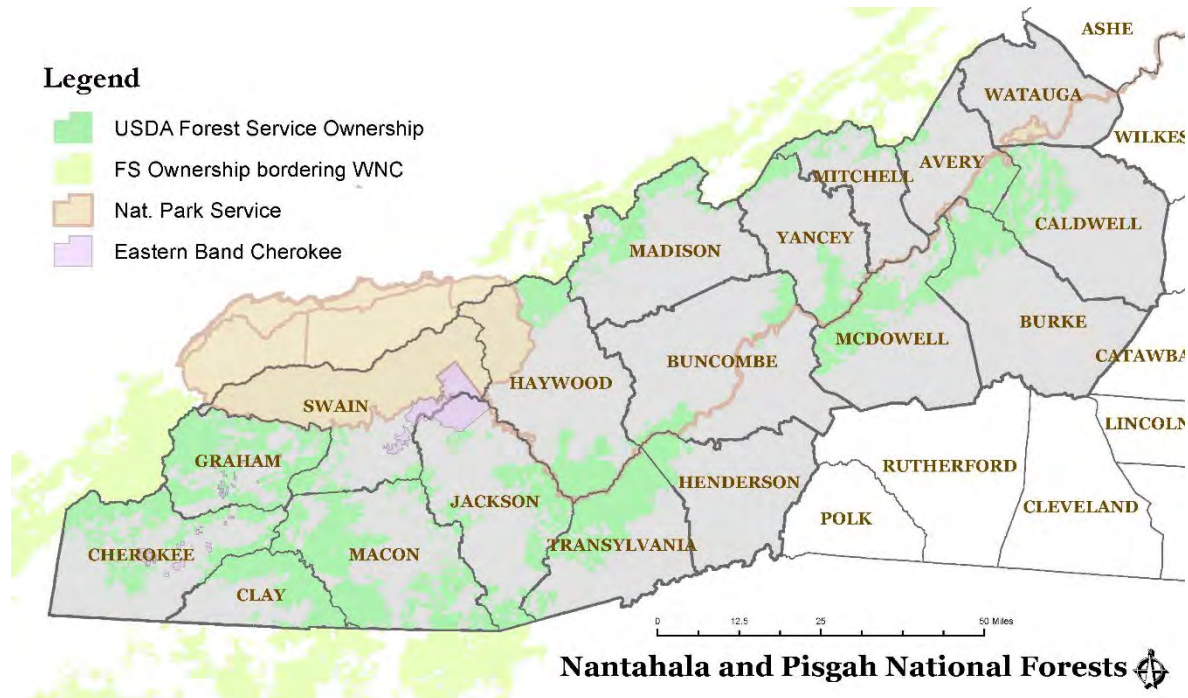 Legend
USDA Forest Service Ownership
FS Ownership bordering WNC
Nat. Park Service
Eastern Band Cherokee
ASHE
WATAUGA
WILKES
AVERY
MITCHELL
CALDWELL
YANCEY
MADISON
BURKE
MCDOWELL
CATAWBA
BUNCOMBE
HAYWOOD
SWAIN
LINCOLN
GRAHAM
RUTHERFORD
HENDERSON
JACKSON
CLEVELAND
POLK
TRANSYLVANIA
CHEROKEE
MACON
CLAY
0 12.5 25 50 Miles
Nantahala and Pisgah National Forests